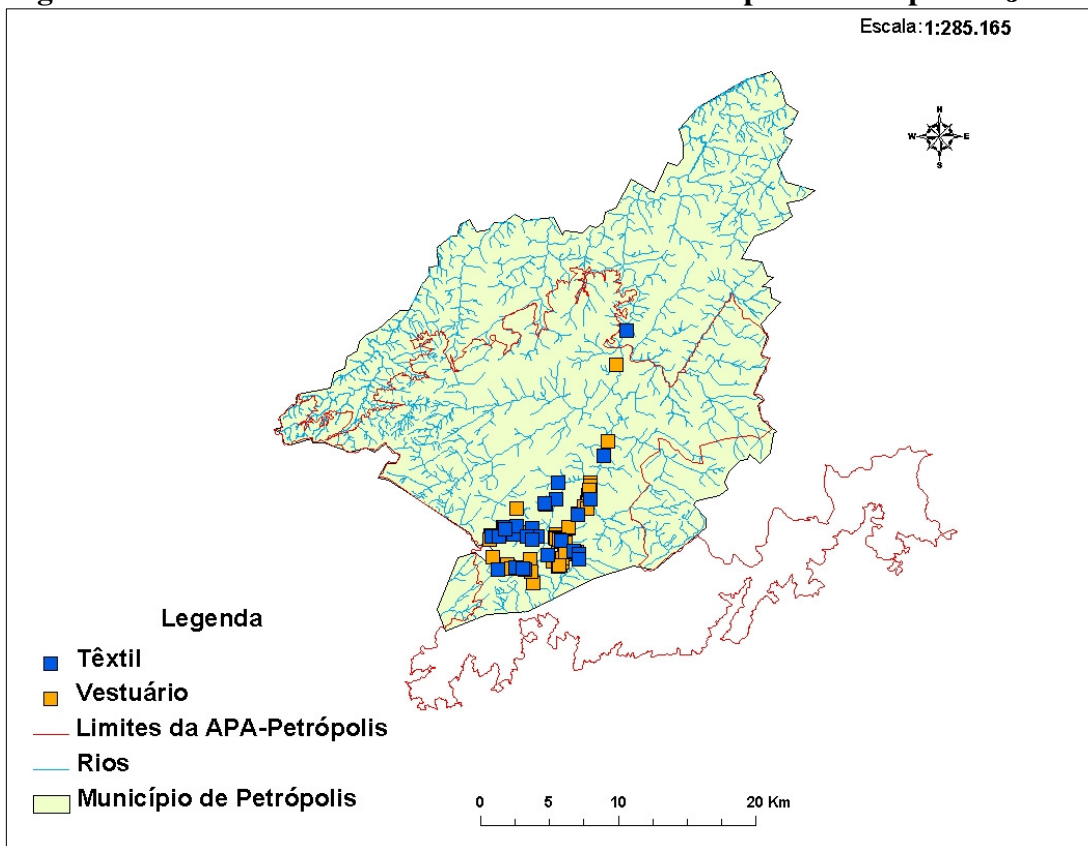 Escala: 1:285.165
N
W E
S
Legenda
Têxtil
Vestuário
Limites da APA-Petrópolis
Rios
Município de Petrópolis
0 5 10 20 Km